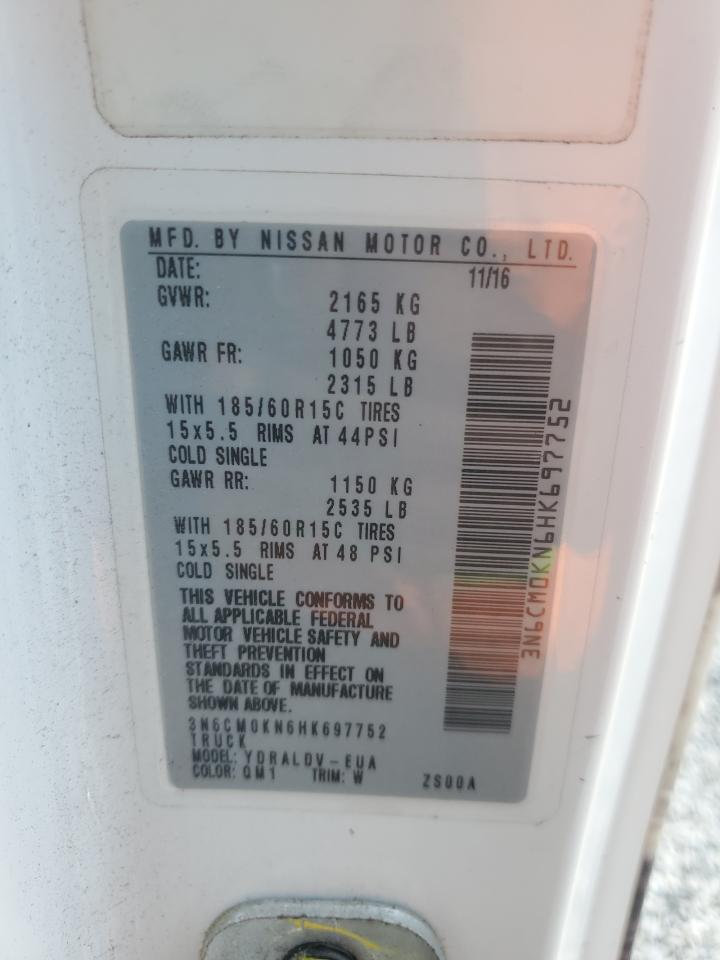 MFD. BY NISSAN MOTOR CO., LTD.
DATE: 11/16
GVWR: 2165 KG
4773 LB
GAWR FR: 1050 KG
2315 LB
WITH 185/60R15C TIRES
15x5.5 RIMS AT 44PSI
COLD SINGLE
GAWR RR: 1150 KG
2535 LB
WITH 185/60R15C TIRES
15x5.5 RIMS AT 48 PSI
COLD SINGLE
THIS VEHICLE CONFORMS TO
ALL APPLICABLE FEDERAL
MOTOR VEHICLE SAFETY AND
THEFT PREVENTION
STANDARDS IN EFFECT ON
THE DATE OF MANUFACTURE
SHOWN ABOVE.
3N6CM0KN6HK697752
TRUCK
MODEL: YDRALDV-EUA
COLOR: QM1 TRIM: W ZS00A
3N6CM0KN6HK697752